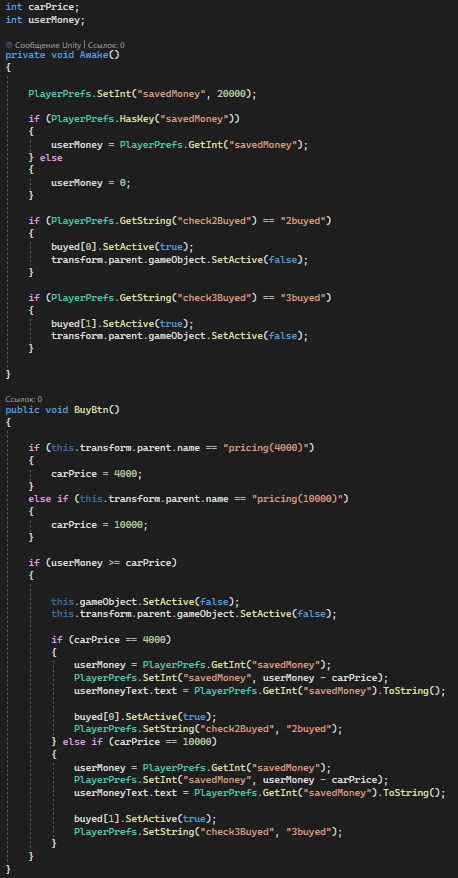 int carPrice;
int userMoney;
Сообщение Unity | Ссылок: 0
private void Awake()
{
PlayerPrefs.SetInt("savedMoney", 20000);
if (PlayerPrefs.HasKey("savedMoney"))
{
userMoney = PlayerPrefs.GetInt("savedMoney");
} else
{
userMoney = 0;
}
if (PlayerPrefs.GetString("check2Buyed") == "2buyed")
{
buyed[0].SetActive(true);
transform.parent.gameObject.SetActive(false);
}
if (PlayerPrefs.GetString("check3Buyed") == "3buyed")
{
buyed[1].SetActive(true);
transform.parent.gameObject.SetActive(false);
}
}
Ссылок: 0
public void BuyBtn()
{
if (this.transform.parent.name == "pricing(4000)")
{
carPrice = 4000;
}
else if (this.transform.parent.name == "pricing(10000)")
{
carPrice = 10000;
}
if (userMoney >= carPrice)
{
this.gameObject.SetActive(false);
this.transform.parent.gameObject.SetActive(false);
if (carPrice == 4000)
{
userMoney = PlayerPrefs.GetInt("savedMoney");
PlayerPrefs.SetInt("savedMoney", userMoney - carPrice);
userMoneyText.text = PlayerPrefs.GetInt("savedMoney").ToString();
buyed[0].SetActive(true);
PlayerPrefs.SetString("check2Buyed", "2buyed");
} else if (carPrice == 10000)
{
userMoney = PlayerPrefs.GetInt("savedMoney");
PlayerPrefs.SetInt("savedMoney", userMoney - carPrice);
userMoneyText.text = PlayerPrefs.GetInt("savedMoney").ToString();
buyed[1].SetActive(true);
PlayerPrefs.SetString("check3Buyed", "3buyed");
}
}
}